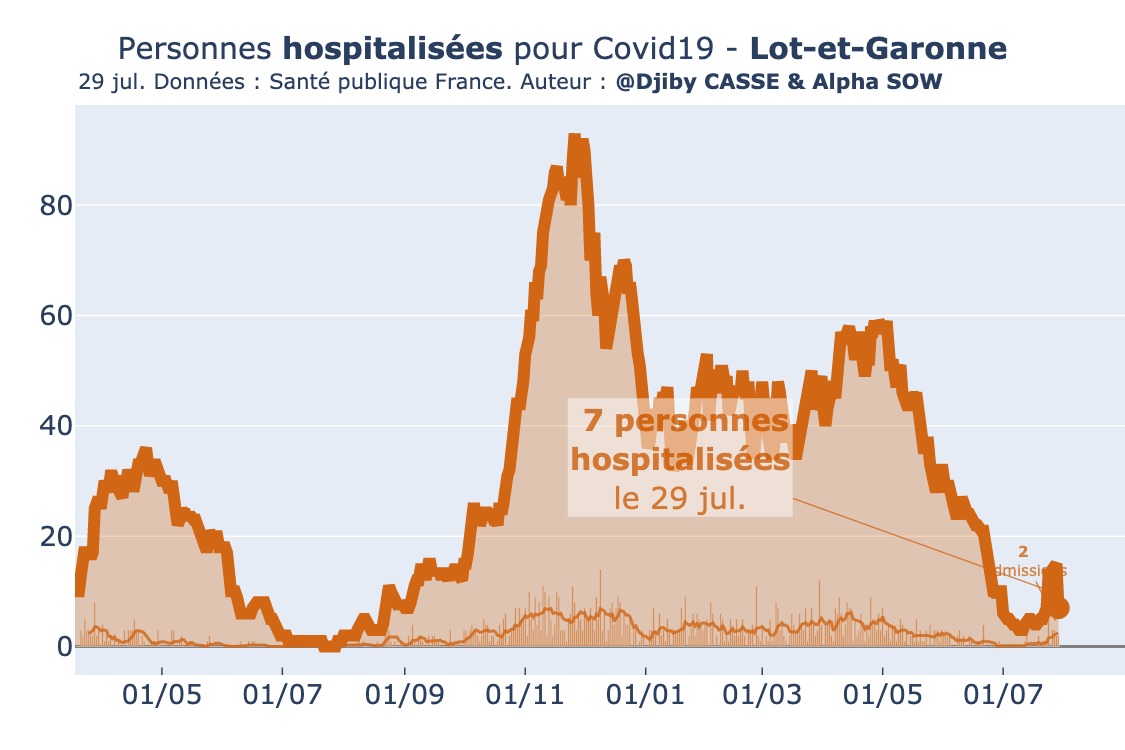 Personnes hospitalisées pour Covid19 - Lot-et-Garonne
29 jul. Données : Santé publique France. Auteur : @Djiby CASSE & Alpha SOW
80
60
40
20
0
7 personnes
hospitalisées
le 29 jul.
2
01/05
01/07
01/09
01/11
01/01
01/03
01/05
01/07